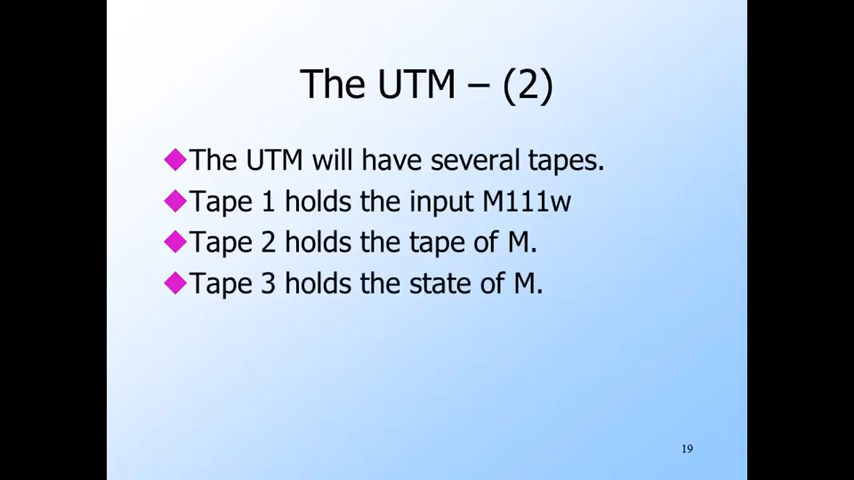 The UTM – (2)
The UTM will have several tapes.
Tape 1 holds the input M111w
Tape 2 holds the tape of M.
Tape 3 holds the state of M.
19